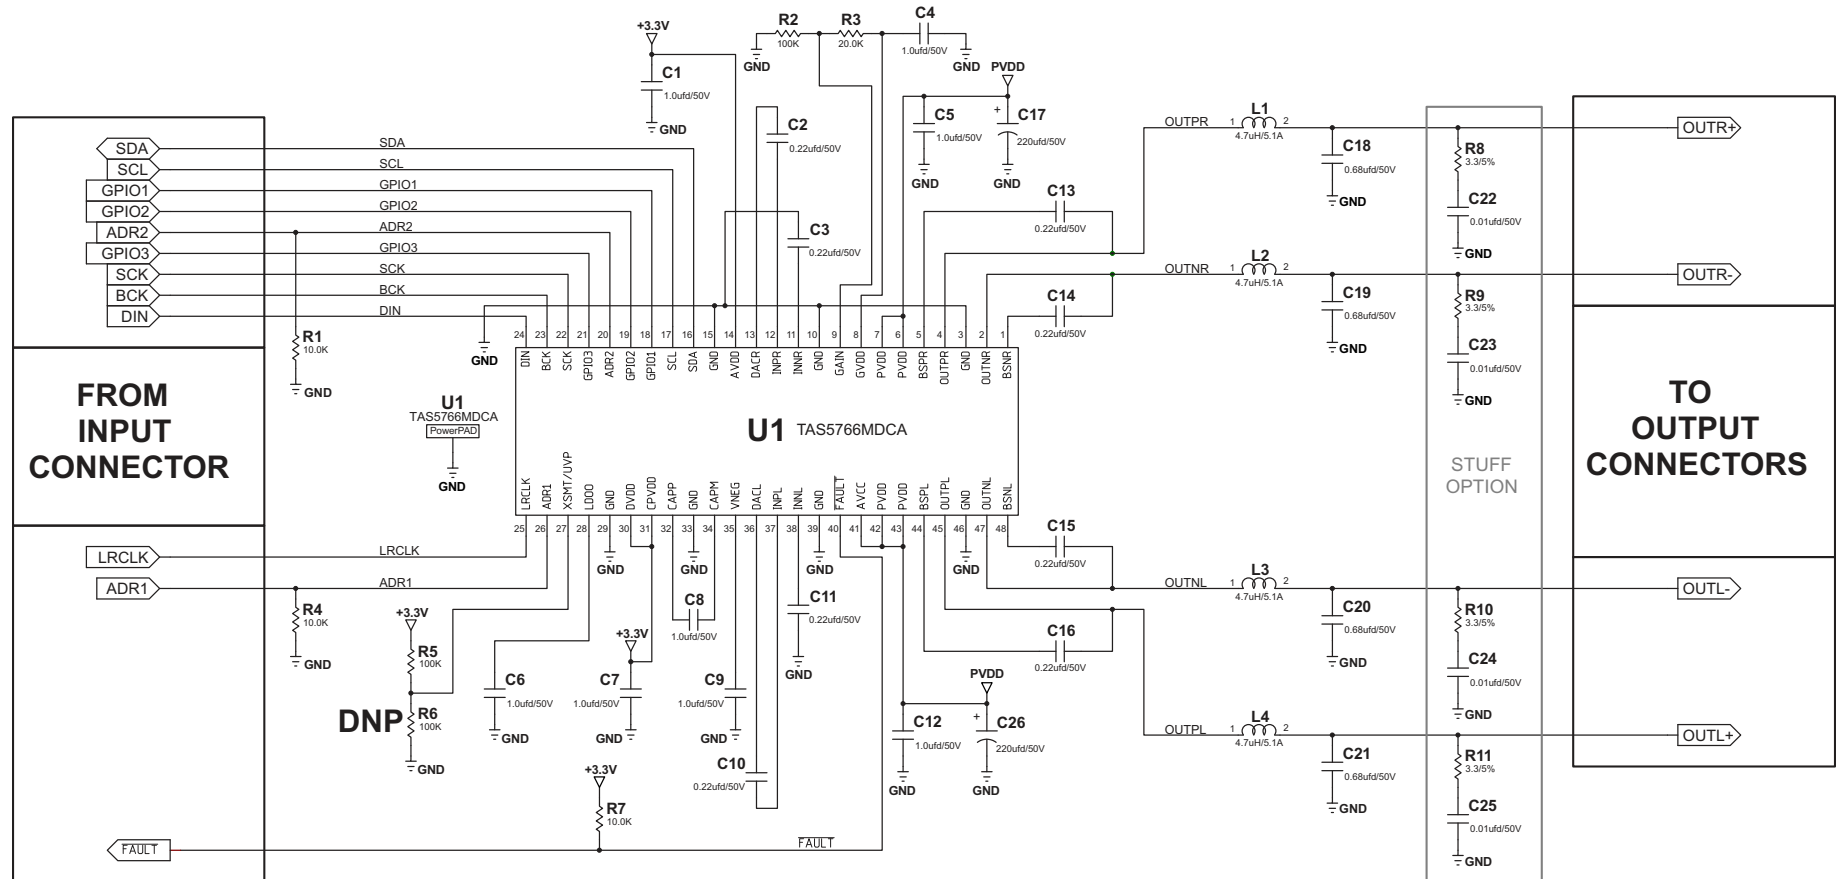 +3.3V
C1
1.0ufd/50V
GND
R2
100K
GND
R3
20.0K
C4
1.0ufd/50V
GND
PVDD
C5
1.0ufd/50V
GND
+
C17
220ufd/50V
GND
C2
0.22ufd/50V
C3
0.22ufd/50V
C13
0.22ufd/50V
C14
0.22ufd/50V
OUTPR
1
L1
2
4.7uH/5.1A
C18
0.68ufd/50V
GND
R8
3.3/5%
C22
0.01ufd/50V
GND
OUTR+
OUTNR
1
L2
2
4.7uH/5.1A
C19
0.68ufd/50V
GND
R9
3.3/5%
C23
0.01ufd/50V
GND
OUTR-
SDA
SDA
SCL
SCL
GPIO1
GPIO1
GPIO2
GPIO2
ADR2
ADR2
GPIO3
GPIO3
SCK
SCK
BCK
BCK
DIN
DIN
R1
10.0K
GND
GND
24 23 22 21 20 19 18 17 16 15 14 13 12 11 10 9 8 7 6 5 4 3 2 1
DIN BCK SCK GPIO3 ADR2 GPIO2 GPIO1 SCL SDA GND AVDD DACR INPR INNR GND GAIN GVDD PVDD PVDD BSPR OUTPR GND OUTNR BSNR
FROM
INPUT
CONNECTOR
U1
TAS5766MDCA
PowerPAD
GND
U1 TAS5766MDCA
STUFF
OPTION
TO
OUTPUT
CONNECTORS
LRCLK ADR1 XSMT/UVP LDOO GND DVDD CPVDD CAPP GND CAPM VNEG DACL INPL INNL GND FAULT AVCC PVDD PVDD BSPL OUTPL GND OUTNL BSNL
25 26 27 28 29 30 31 32 33 34 35 36 37 38 39 40 41 42 43 44 45 46 47 48
LRCLK
LRCLK
ADR1
ADR1
R4
10.0K
GND
+3.3V
R5
100K
DNP
R6
100K
GND
C6
1.0ufd/50V
GND
GND
+3.3V
C7
1.0ufd/50V
GND
GND
C8
1.0ufd/50V
C9
1.0ufd/50V
GND
C10
0.22ufd/50V
GND
C11
0.22ufd/50V
GND
GND
C15
0.22ufd/50V
C16
0.22ufd/50V
PVDD
C12
1.0ufd/50V
GND
+
C26
220ufd/50V
GND
OUTNL
1
L3
2
4.7uH/5.1A
C20
0.68ufd/50V
GND
R10
3.3/5%
C24
0.01ufd/50V
GND
OUTL-
OUTPL
1
L4
2
4.7uH/5.1A
C21
0.68ufd/50V
GND
R11
3.3/5%
C25
0.01ufd/50V
GND
OUTL+
+3.3V
R7
10.0K
FAULT
FAULT